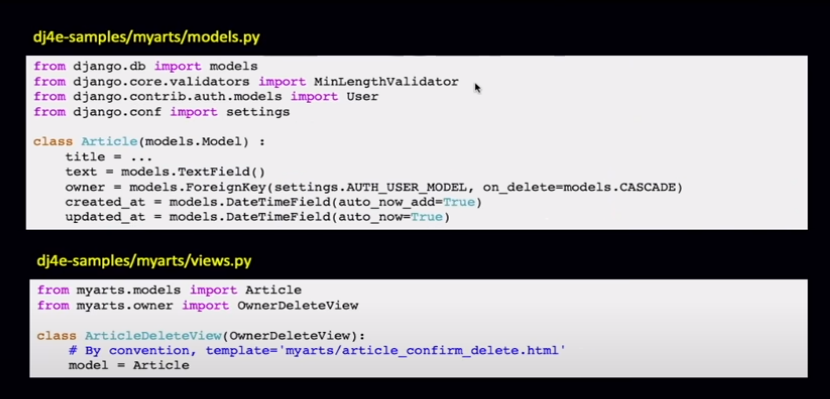 dj4e-samples/myarts/models.py
from django.db import models
from django.core.validators import MinLengthValidator
from django.contrib.auth.models import User
from django.conf import settings
class Article(models.Model) :
title = ...
text = models.TextField()
owner = models.ForeignKey(settings.AUTH_USER_MODEL, on_delete=models.CASCADE)
created_at = models.DateTimeField(auto_now_add=True)
updated_at = models.DateTimeField(auto_now=True)
dj4e-samples/myarts/views.py
from myarts.models import Article
from myarts.owner import OwnerDeleteView
class ArticleDeleteView(OwnerDeleteView):
# By convention, template='myarts/article_confirm_delete.html'
model = Article